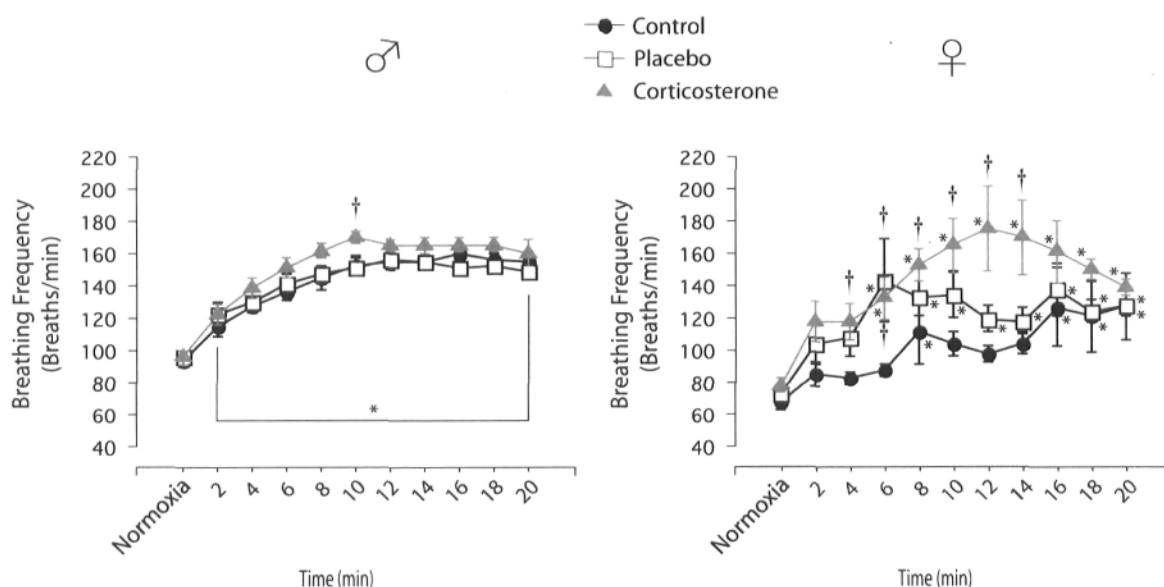 ♂
Control
Placebo
Corticosterone
♀
Breathing Frequency
(Breaths/min)
220
200
180
160
140
120
100
80
60
40
†
*
Normoxia 2 4 6 8 10 12 14 16 18 20
Time (min)
Breathing Frequency
(Breaths/min)
220
200
180
160
140
120
100
80
60
40
† † † † † † †
* * * * * * * *
* * * * * * *
* * * * *
Normoxia 2 4 6 8 10 12 14 16 18 20
Time (min)